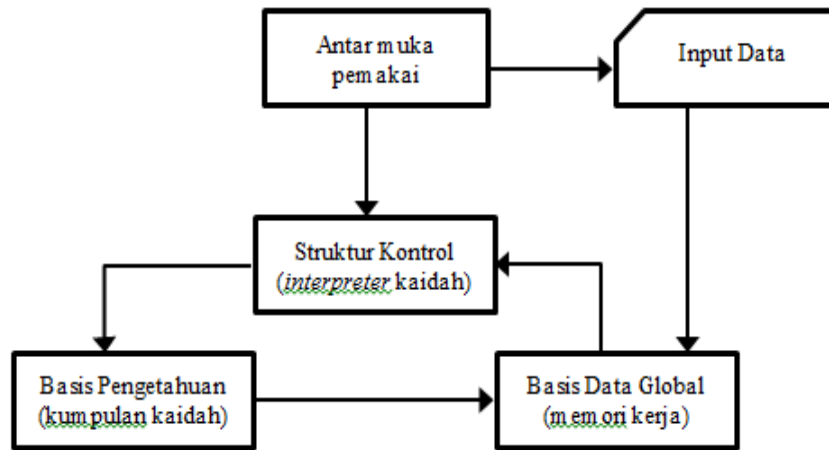 Antar muka
pemakai
Input Data
Struktur Kontrol
(interpreter kaidah)
Basis Pengetahuan
(kumpulan kaidah)
Basis Data Global
(memori kerja)